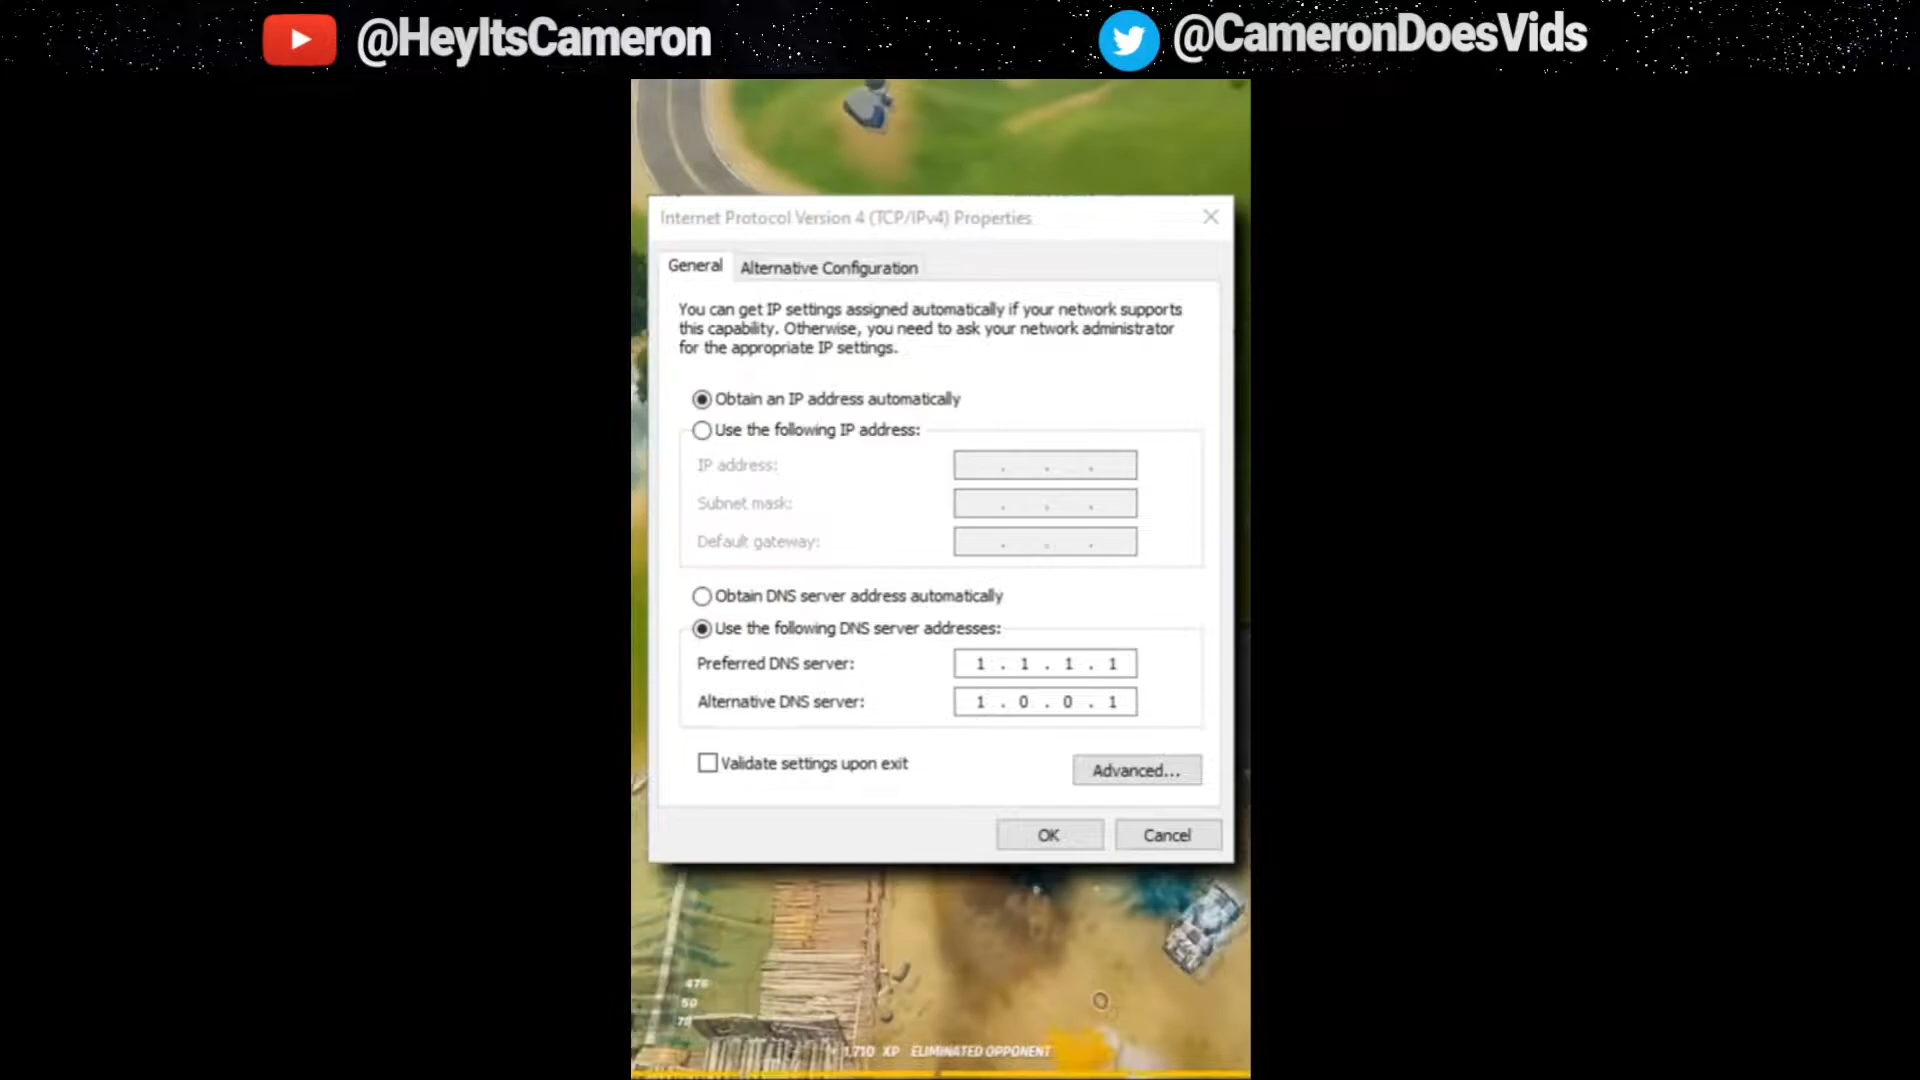 @HeyItsCameron
@CameronDoesVids
Internet Protocol Version 4 (TCP/IPv4) Properties
General
Alternative Configuration
You can get IP settings assigned automatically if your network supports
this capability. Otherwise, you need to ask your network administrator
for the appropriate IP settings.
Obtain an IP address automatically
Use the following IP address:
IP address:
. . .
Subnet mask:
. . .
Default gateway:
. . .
Obtain DNS server address automatically
Use the following DNS server addresses:
Preferred DNS server:
1 . 1 . 1 . 1
Alternative DNS server:
1 . 0 . 0 . 1
Validate settings upon exit
Advanced...
OK
Cancel
50
XP ELIMINATED OPPONENT